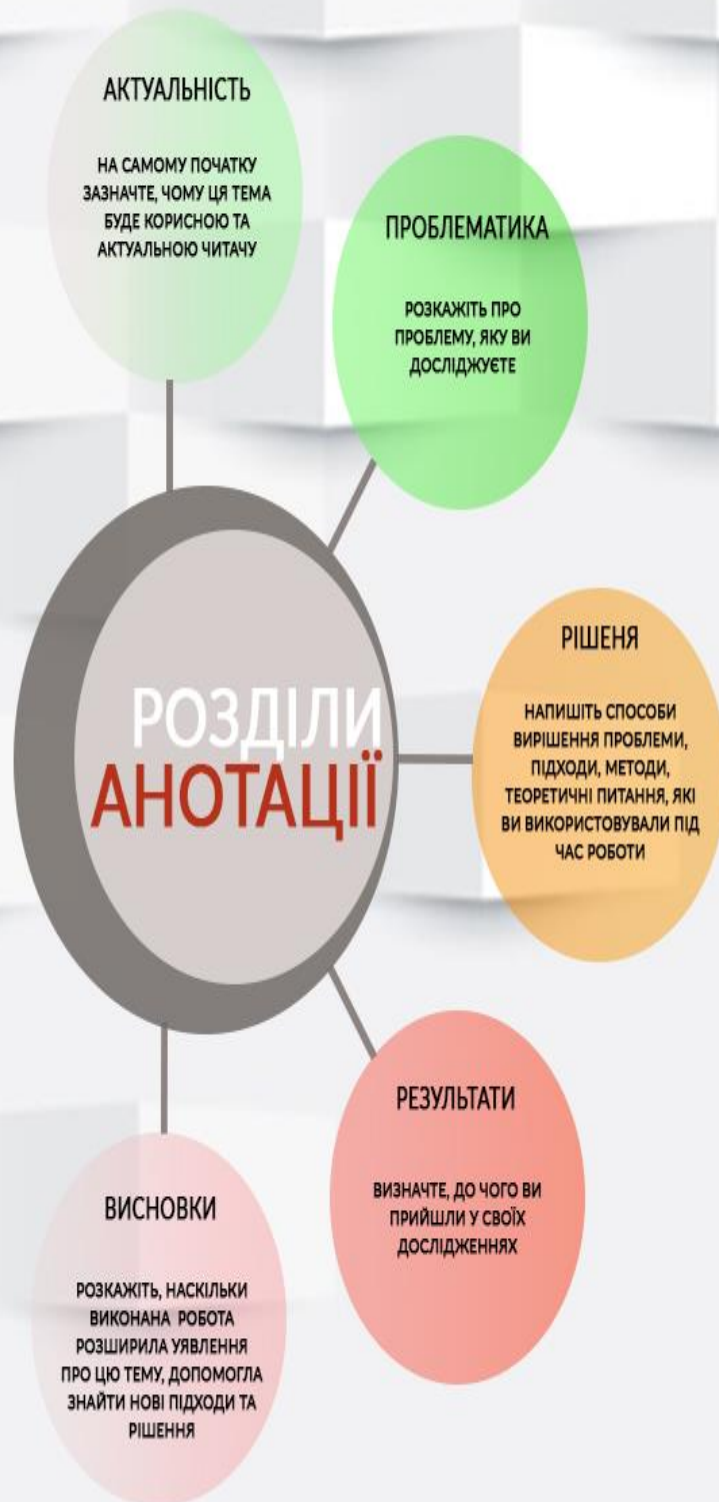 АКТУАЛЬНІСТЬ
НА САМОМУ ПОЧАТКУ
ЗАЗНАЧТЕ, ЧОМУ ЦЯ ТЕМА
БУДЕ КОРИСНОЮ ТА
АКТУАЛЬНОЮ ЧИТАЧУ
ПРОБЛЕМАТИКА
РОЗКАЖІТЬ ПРО
ПРОБЛЕМУ, ЯКУ ВИ
ДОСЛІДЖУЄТЕ
РОЗДІЛИ
АНОТАЦІЇ
РІШЕНЯ
НАПИШІТЬ СПОСОБИ
ВИРІШЕННЯ ПРОБЛЕМИ,
ПІДХОДИ, МЕТОДИ,
ТЕОРЕТИЧНІ ПИТАННЯ, ЯКІ
ВИ ВИКОРИСТОВУВАЛИ ПІД
ЧАС РОБОТИ
РЕЗУЛЬТАТИ
ВИЗНАЧТЕ, ДО ЧОГО ВИ
ПРИЙШЛИ У СВОЇХ
ДОСЛІДЖЕННЯХ
ВИСНОВКИ
РОЗКАЖІТЬ, НАСКІЛЬКИ
ВИКОНАНА РОБОТА
РОЗШИРИЛА УЯВЛЕННЯ
ПРО ЦЮ ТЕМУ, ДОПОМОГЛА
ЗНАЙТИ НОВІ ПІДХОДИ ТА
РІШЕННЯ